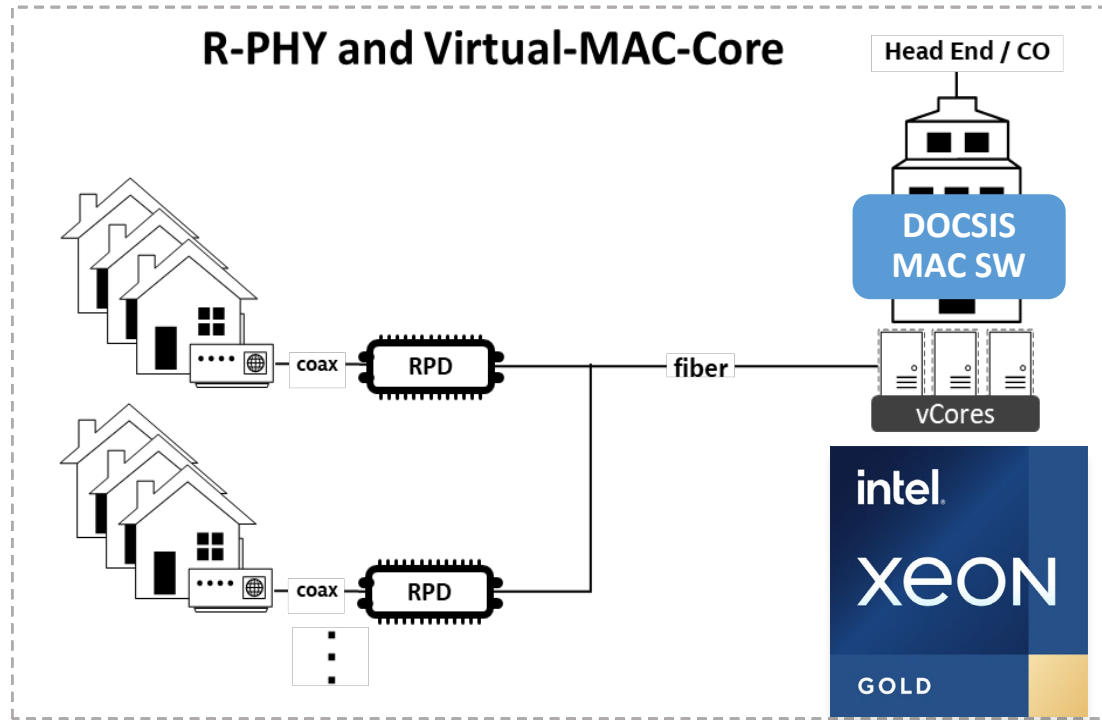 R-PHY and Virtual-MAC-Core
Head End / CO
DOCSIS
MAC SW
coax
RPD
fiber
vCores
coax
RPD
intel.
xeon
GOLD